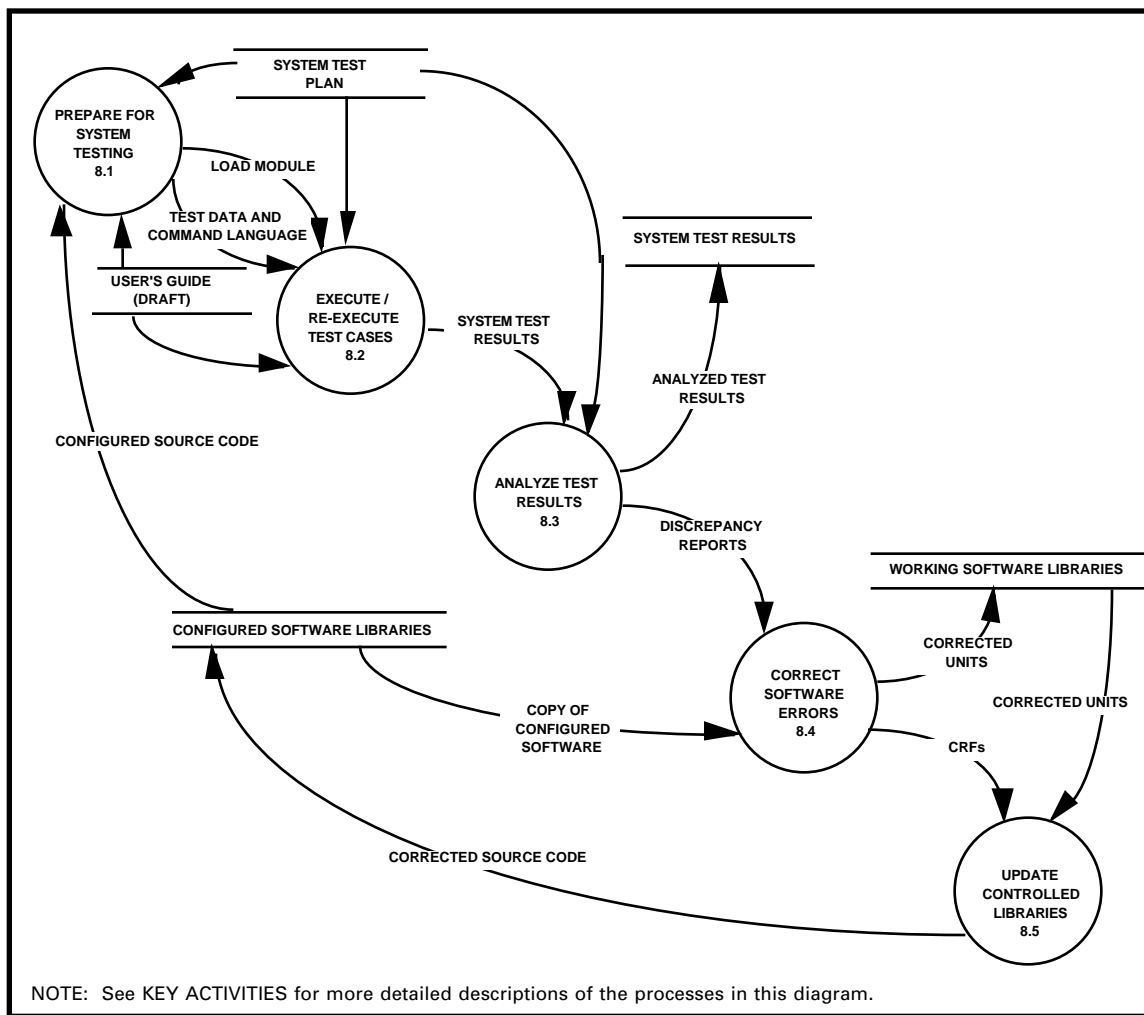 SYSTEM TEST
PLAN
PREPARE FOR
SYSTEM
TESTING
8.1
LOAD MODULE
TEST DATA AND
COMMAND LANGUAGE
USER'S GUIDE
(DRAFT)
EXECUTE /
RE-EXECUTE
TEST CASES
8.2
SYSTEM TEST RESULTS
SYSTEM TEST
RESULTS
ANALYZED TEST
RESULTS
CONFIGURED SOURCE CODE
ANALYZE TEST
RESULTS
8.3
DISCREPANCY
REPORTS
WORKING SOFTWARE LIBRARIES
CONFIGURED SOFTWARE LIBRARIES
CORRECTED
UNITS
CORRECT
SOFTWARE
ERRORS
8.4
CORRECTED UNITS
COPY OF
CONFIGURED
SOFTWARE
CRFs
CORRECTED SOURCE CODE
UPDATE
CONTROLLED
LIBRARIES
8.5
NOTE: See KEY ACTIVITIES for more detailed descriptions of the processes in this diagram.